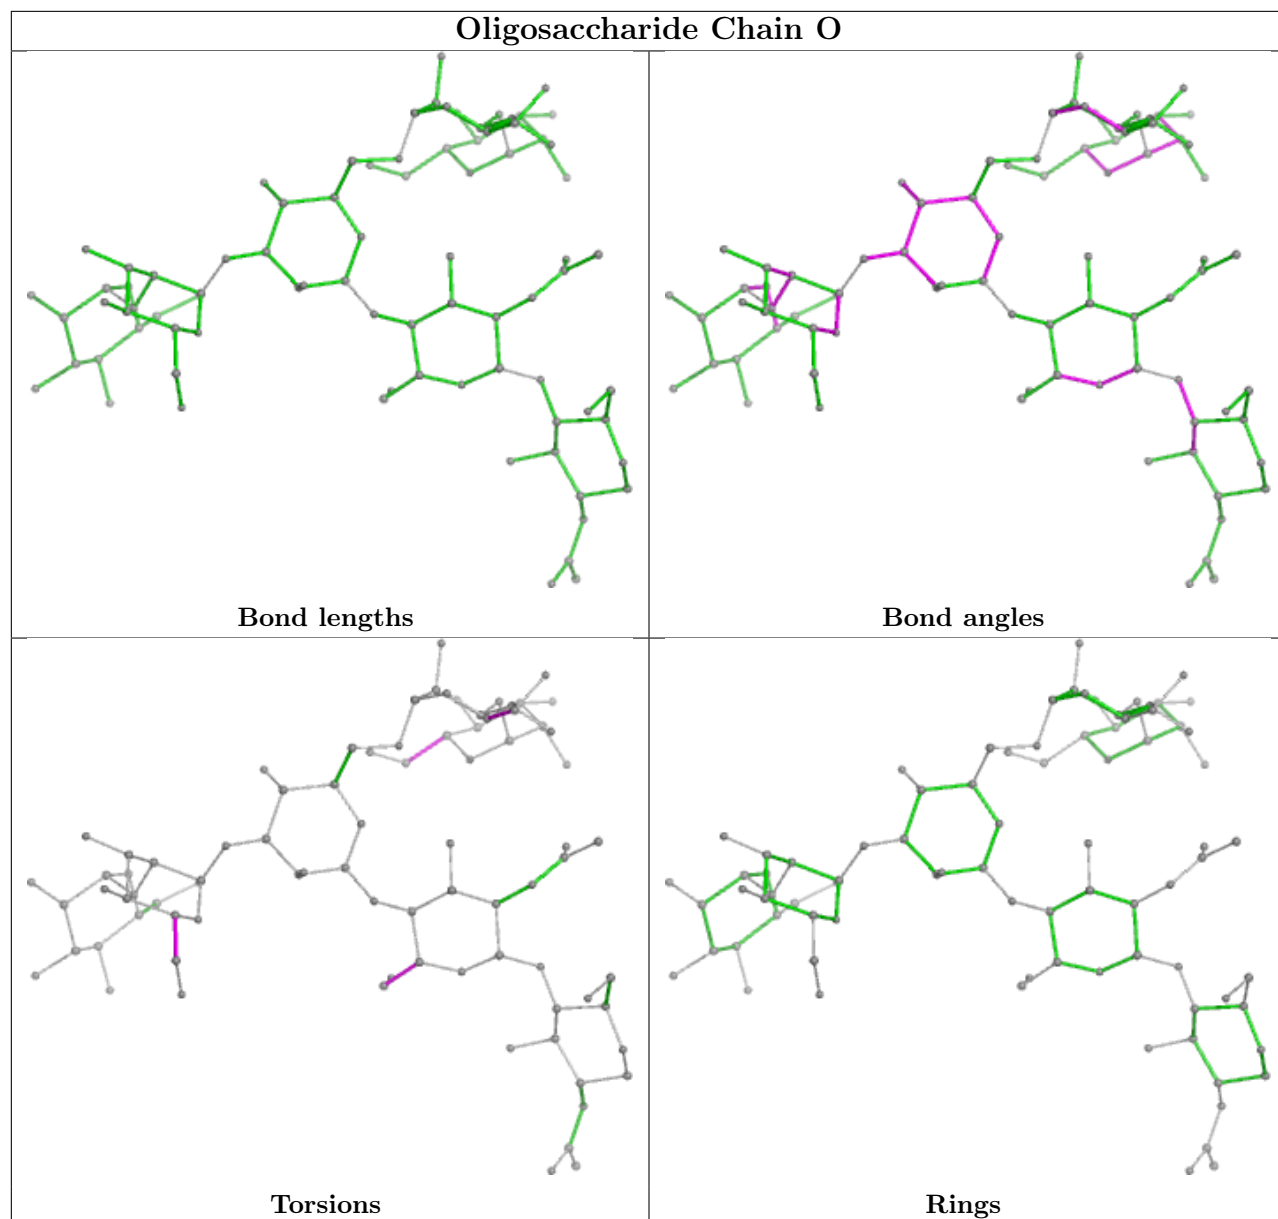 Oligosaccharide Chain O
Bond lengths
Bond angles
Torsions
Rings